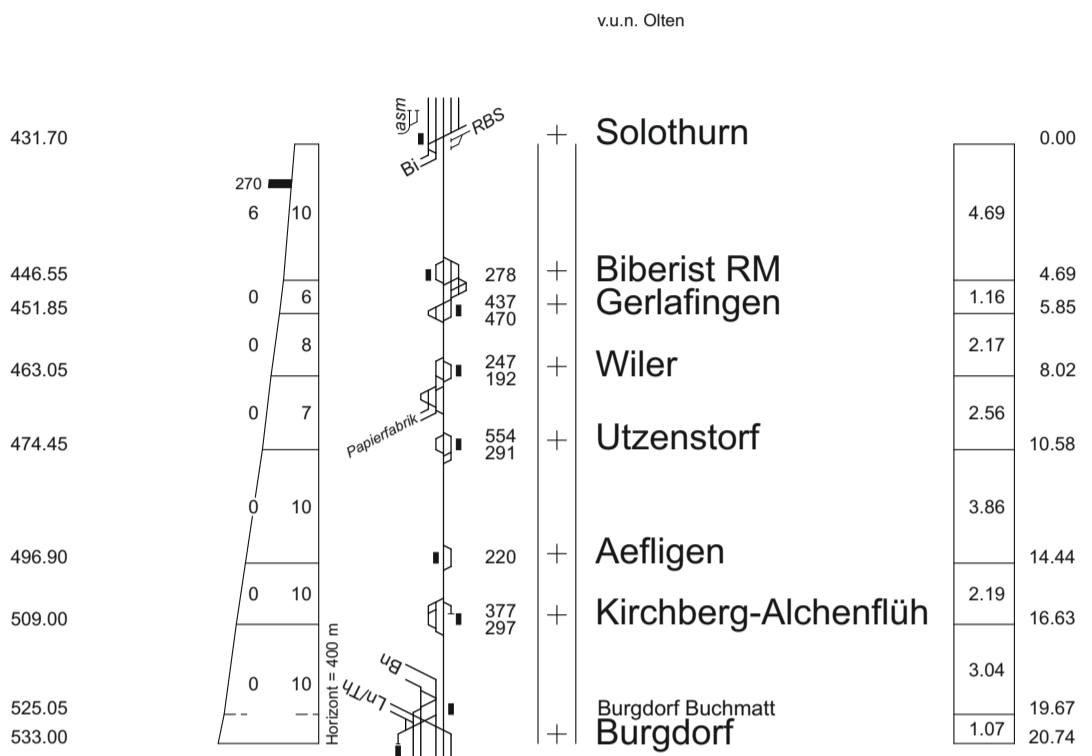 v.u.n. Olten
asm
RBS
431.70 + Solothurn 0.00
Bi
270
6 10 4.69
446.55 278 + Biberist RM 4.69
0 6 437 1.16
451.85 470 + Gerlafingen 5.85
0 8 2.17
463.05 247 + Wiler 8.02
192
0 7 2.56
Papierfabrik
474.45 554 + Utzenstorf 10.58
291
0 10 3.86
496.90 220 + Aefligen 14.44
0 10 2.19
509.00 377 + Kirchberg-Alchenflüh 16.63
297
Horizont = 400 m
Bn
Ln/Th
0 10 3.04
525.05 Burgdorf Buchmatt 19.67
533.00 + Burgdorf 1.07 20.74